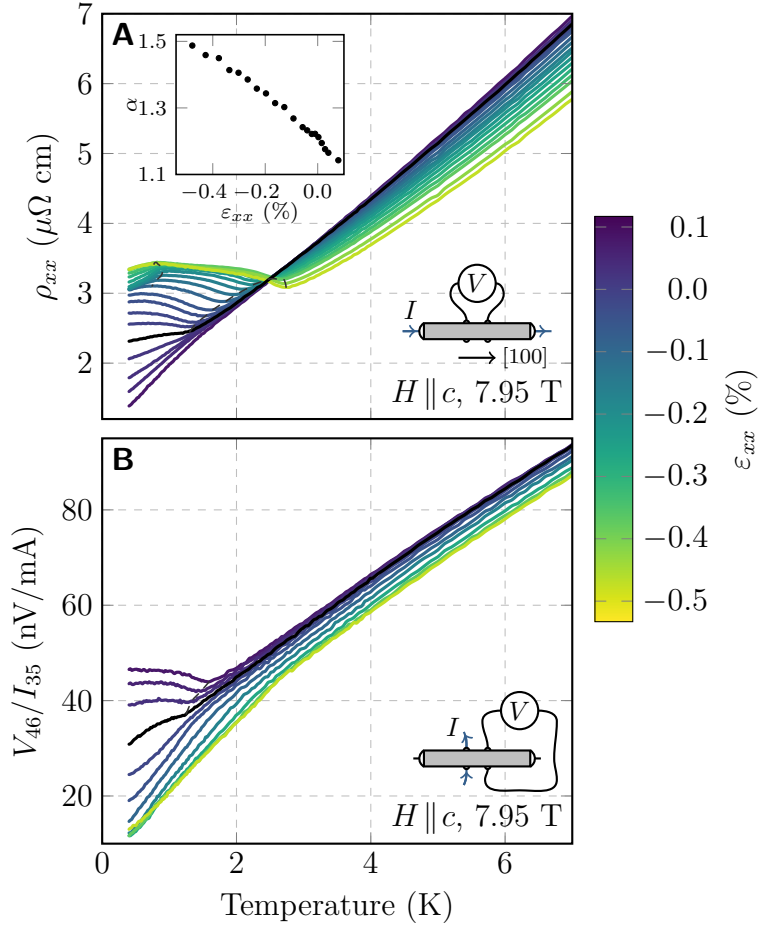 A
7
6
5
4
3
2
ρxx (μΩ cm)
1.5
1.3
1.1
α
−0.4 −0.2 0.0
εxx (%)
V
I
[100]
H ∥ c, 7.95 T
B
80
60
40
20
V46/I35 (nV/mA)
V
I
H ∥ c, 7.95 T
0 2 4 6
Temperature (K)
0.1
0.0
−0.1
−0.2
−0.3
−0.4
−0.5
εxx (%)